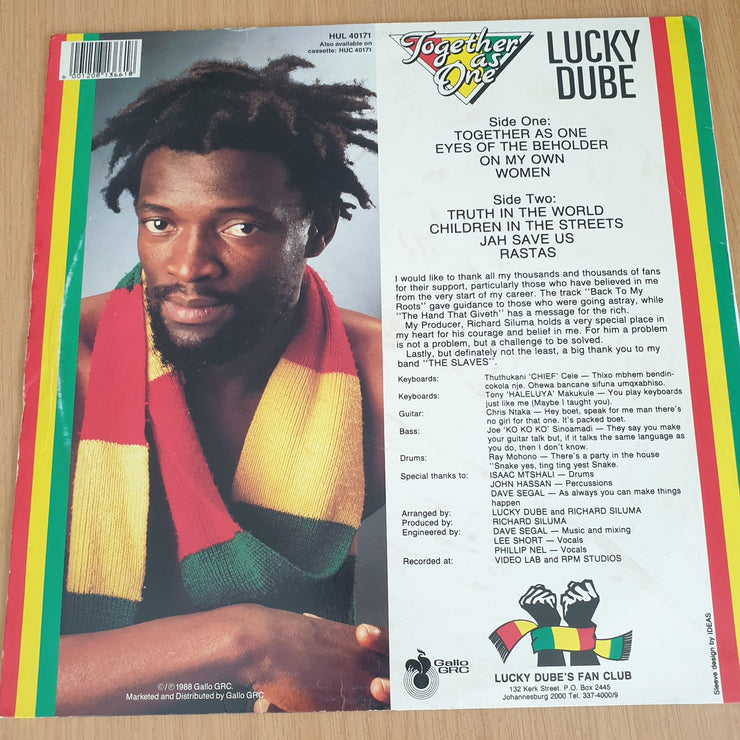 HUL 40171
Also available on
cassette: HUC 40171
6 001208 136618
Together
as
One
LUCKY
DUBE
Side One:
TOGETHER AS ONE
EYES OF THE BEHOLDER
ON MY OWN
WOMEN
Side Two:
TRUTH IN THE WORLD
CHILDREN IN THE STREETS
JAH SAVE US
RASTAS
I would like to thank all my thousands and thousands of fans
for their support, particularly those who have believed in me
from the very start of my career. The track "Back To My
Roots" gave guidance to those who were going astray, while
"The Hand That Giveth" has a message for the rich.
My Producer, Richard Siluma holds a very special place in
my heart for his courage and belief in me. For him a problem
is not a problem, but a challenge to be solved.
Lastly, but definately not the least, a big thank you to my
band "THE SLAVES".
Keyboards: Thuthukani 'CHIEF' Cele — Thixo mbhem bendin-
cokola nje. Ohewa bancane sifuna umqxabhiso.
Keyboards: Tony 'HALELUYA' Makukule — You play keyboards
just like me (Maybe I taught you).
Guitar: Chris Ntaka — Hey boet, speak for me man there's
no girl for that one. It's packed boet.
Bass: Joe 'KO KO KO' Sinoamadi — They say you make
your guitar talk but, if it talks the same language as
you do, then I don't know.
Drums: Ray Mohono — There's a party in the house
"Snake yes, ting ting yest Snake.
Special thanks to: ISAAC MTSHALI — Drums
JOHN HASSAN — Percussions
DAVE SEGAL — As always you can make things
happen
Arranged by: LUCKY DUBE and RICHARD SILUMA
Produced by: RICHARD SILUMA
Engineered by: DAVE SEGAL — Music and mixing
LEE SHORT — Vocals
PHILLIP NEL — Vocals
Recorded at: VIDEO LAB and RPM STUDIOS
Gallo
GRC
LUCKY DUBE'S FAN CLUB
132 Kerk Street. P.O. Box 2445
Johannesburg 2000 Tel. 337-4000/9
Sleeve design by IDEAS
©/℗ 1988 Gallo GRC.
Marketed and Distributed by Gallo GRC